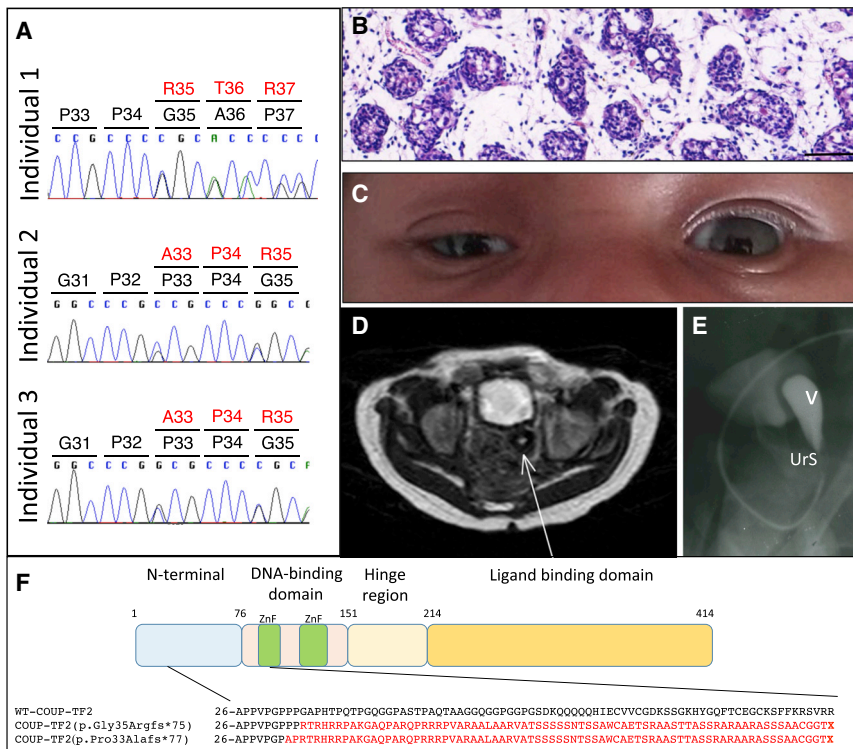 A
Individual 1
R35 T36 R37
P33 P34 G35 A36 P37
C C G C C C C G C A C C C C C
Individual 2
A33 P34 R35
G31 P32 P33 P34 G35
G G C C C G C C G C C C G G C G
Individual 3
A33 P34 R35
G31 P32 P33 P34 G35
G G C C C G G C G C C C C G C A
B
C
D
E
V
UrS
F
N-terminal DNA-binding domain Hinge region Ligand binding domain
1 76 ZnF ZnF 151 214 414
WT-COUP-TF2 26-APPVPGPPPGAPHTPQTPGQGGPASTPAQTAAGGQGGPGGPGSDKQQQQQHIECVVCGDKSSGKHYGQFTCEGCKSFFKRSVRR
COUP-TF2(p.Gly35Argfs*75) 26-APPVPGPPPRTRHRRPAKGAQPARQPRRRPVARAALAARVATSSSSSNTSSAWCAETSRAASTTASSRARAARASSSAACGGTX
COUP-TF2(p.Pro33Alafs*77) 26-APPVPGPAPRTRHRRPAKGAQPARQPRRRPVARAALAARVATSSSSSNTSSAWCAETSRAASTTASSRARAARASSSAACGGTX